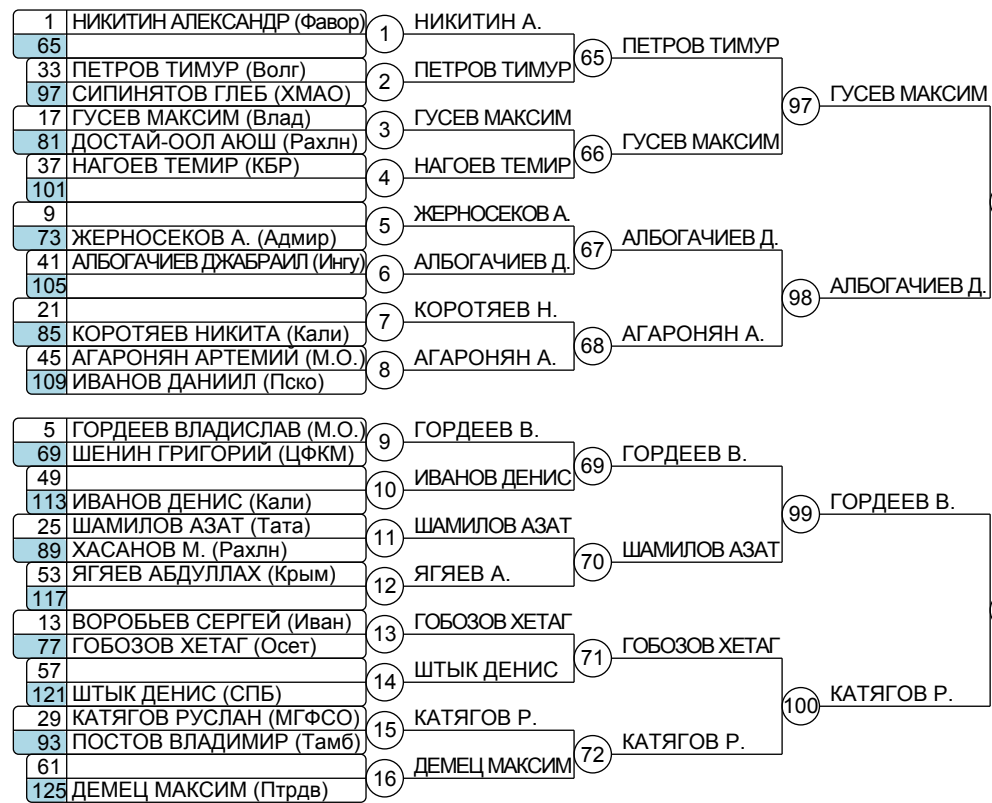 1 НИКИТИН АЛЕКСАНДР (Фавор) 1 НИКИТИН А.
65
65 ПЕТРОВ ТИМУР
33 ПЕТРОВ ТИМУР (Волг) 2 ПЕТРОВ ТИМУР
97 СИПИНЯТОВ ГЛЕБ (ХМАО)
97 ГУСЕВ МАКСИМ
17 ГУСЕВ МАКСИМ (Влад) 3 ГУСЕВ МАКСИМ
81 ДОСТАЙ-ООЛ АЮШ (Рахлн)
66 ГУСЕВ МАКСИМ
37 НАГОЕВ ТЕМИР (КБР) 4 НАГОЕВ ТЕМИР
101
9 5 ЖЕРНОСЕКОВ А.
73 ЖЕРНОСЕКОВ А. (Адмир)
67 АЛБОГАЧИЕВ Д.
41 АЛБОГАЧИЕВ ДЖАБРАИЛ (Ингу) 6 АЛБОГАЧИЕВ Д.
105
98 АЛБОГАЧИЕВ Д.
21 7 КОРОТЯЕВ Н.
85 КОРОТЯЕВ НИКИТА (Кали)
68 АГАРОНЯН А.
45 АГАРОНЯН АРТЕМИЙ (М.О.) 8 АГАРОНЯН А.
109 ИВАНОВ ДАНИИЛ (Пско)
5 ГОРДЕЕВ ВЛАДИСЛАВ (М.О.) 9 ГОРДЕЕВ В.
69 ШЕНИН ГРИГОРИЙ (ЦФКМ)
69 ГОРДЕЕВ В.
49 10 ИВАНОВ ДЕНИС
113 ИВАНОВ ДЕНИС (Кали)
99 ГОРДЕЕВ В.
25 ШАМИЛОВ АЗАТ (Тата) 11 ШАМИЛОВ АЗАТ
89 ХАСАНОВ М. (Рахлн)
70 ШАМИЛОВ АЗАТ
53 ЯГЯЕВ АБДУЛЛАХ (Крым) 12 ЯГЯЕВ А.
117
13 ВОРОБЬЕВ СЕРГЕЙ (Иван) 13 ГОБОЗОВ ХЕТАГ
77 ГОБОЗОВ ХЕТАГ (Осет)
71 ГОБОЗОВ ХЕТАГ
57 14 ШТЫК ДЕНИС
121 ШТЫК ДЕНИС (СПБ)
100 КАТЯГОВ Р.
29 КАТЯГОВ РУСЛАН (МГФСО) 15 КАТЯГОВ Р.
93 ПОСТОВ ВЛАДИМИР (Тамб)
72 КАТЯГОВ Р.
61 16 ДЕМЕЦ МАКСИМ
125 ДЕМЕЦ МАКСИМ (Птрдв)